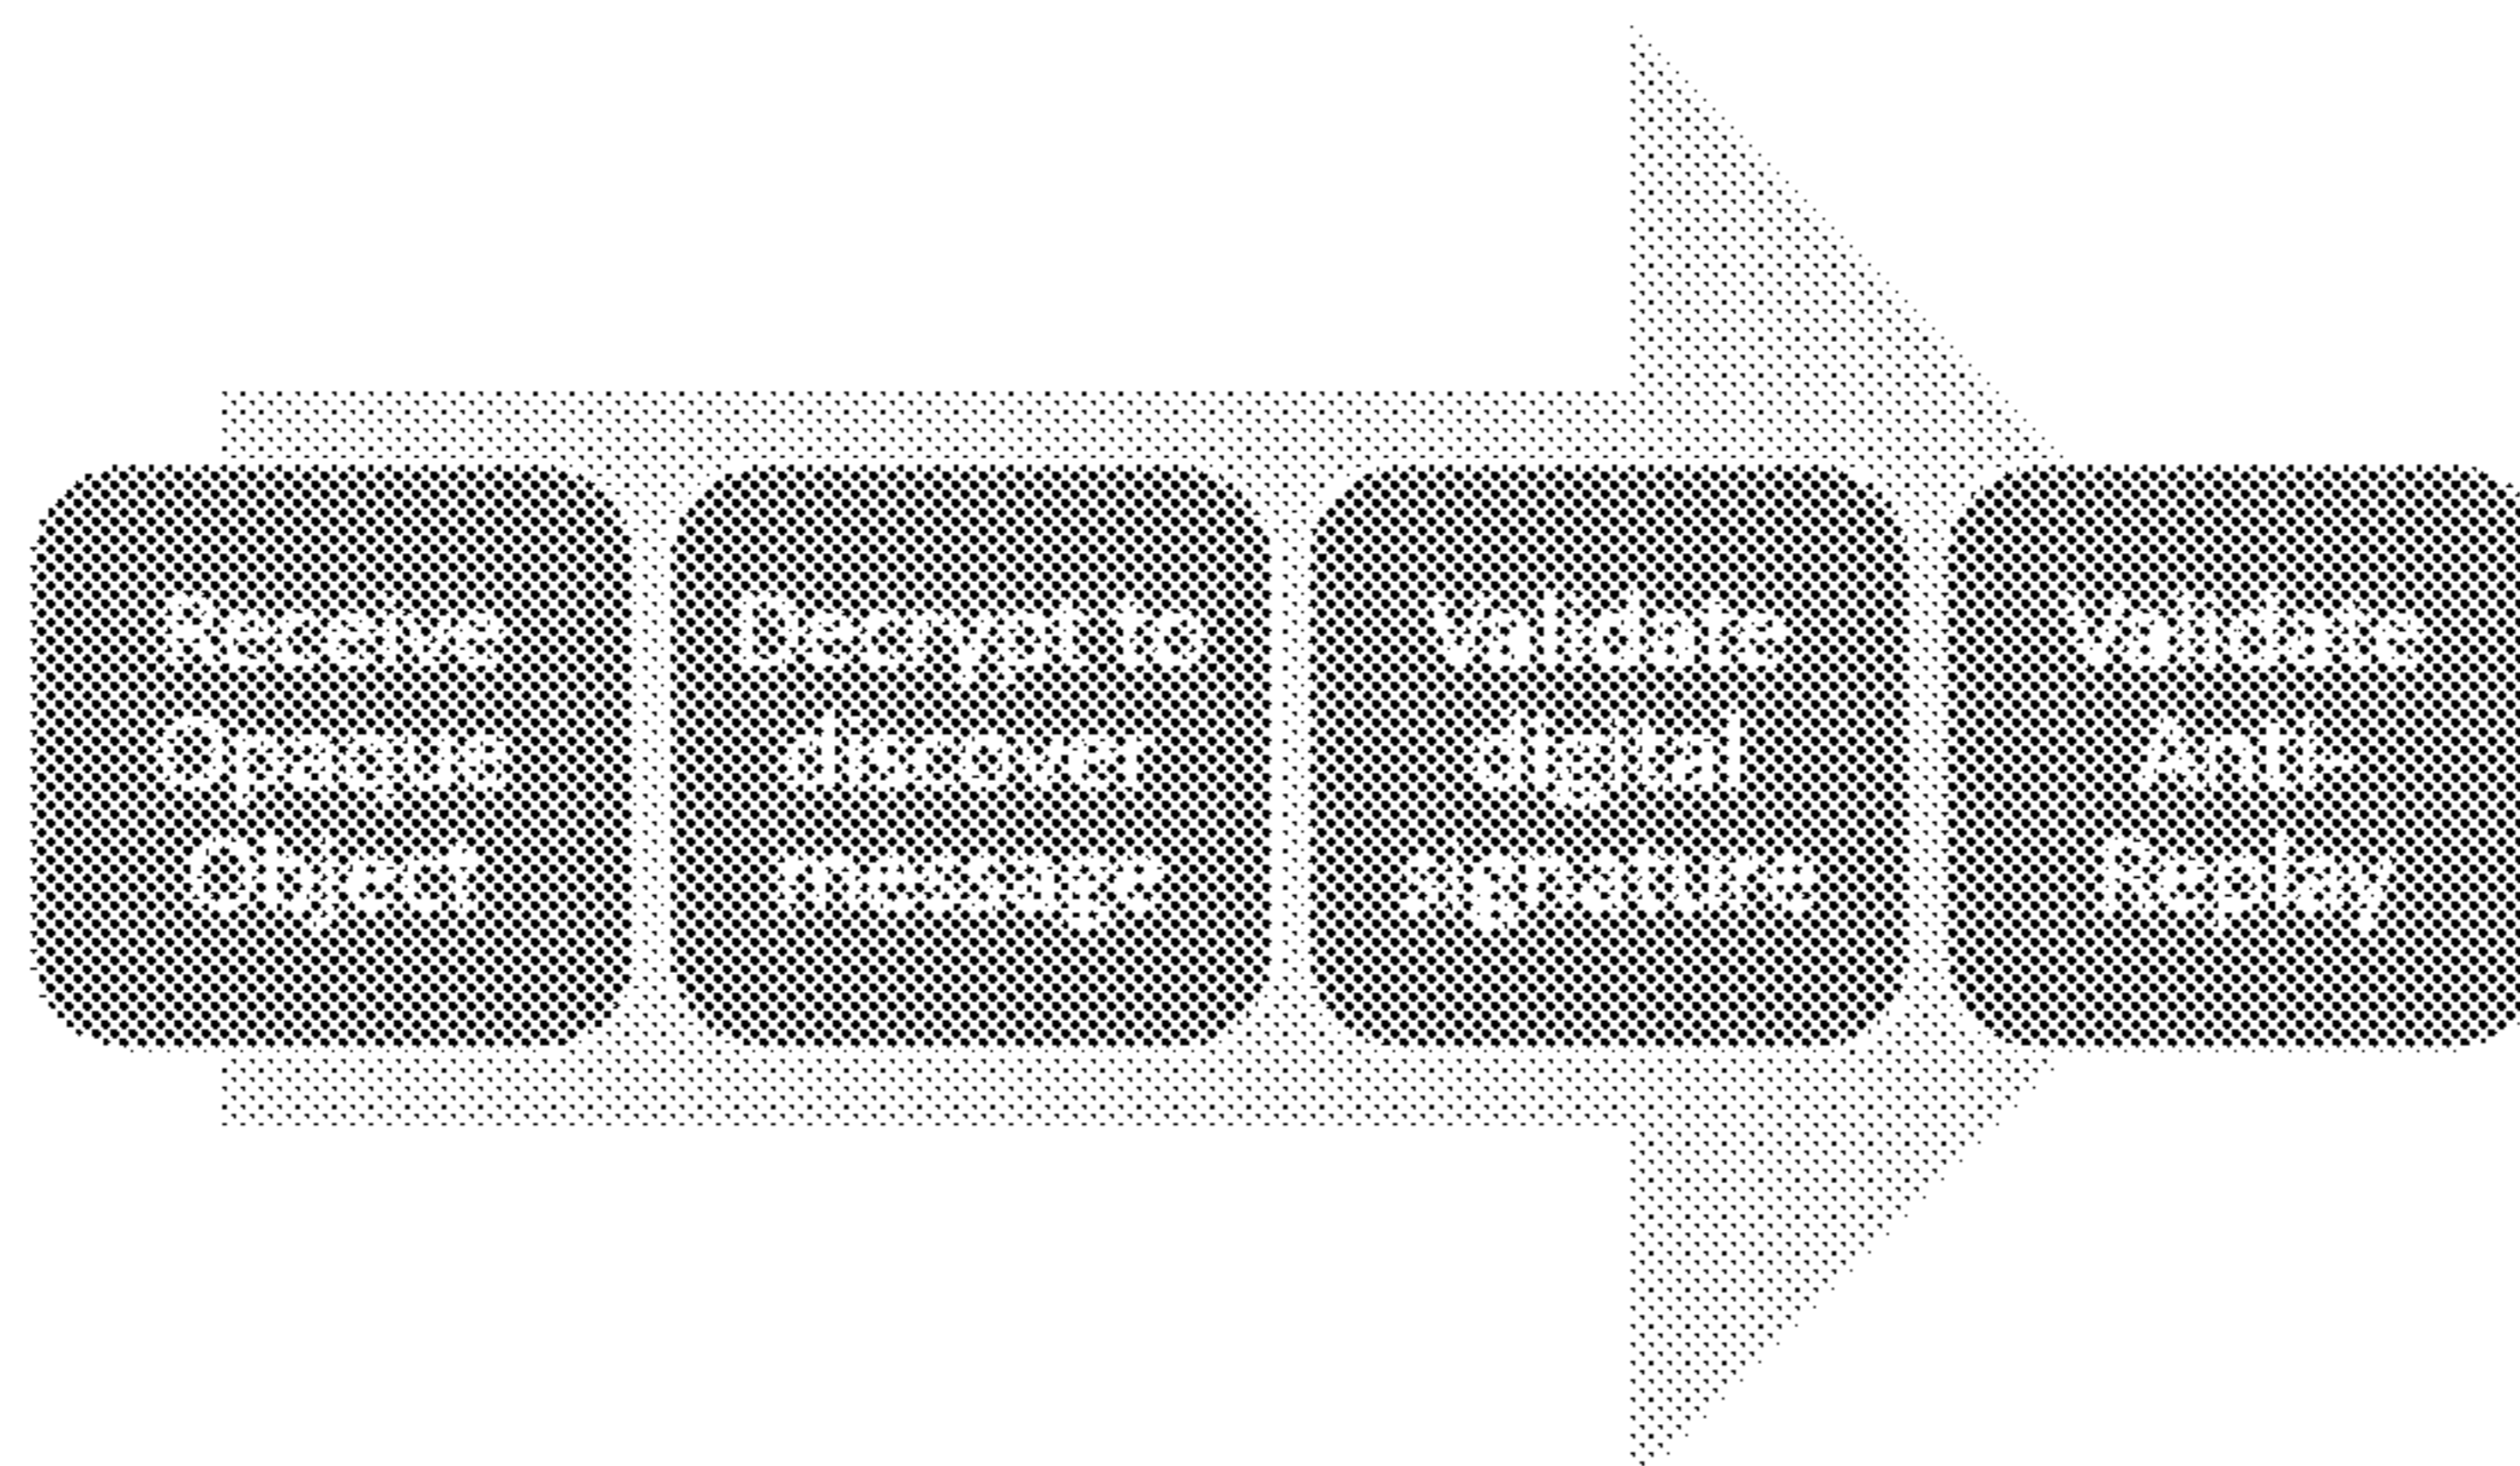 Receive
Opaque
Object
Decrypt to
discover
message
Validate
digital
signature
Validate
Anti-
Replay